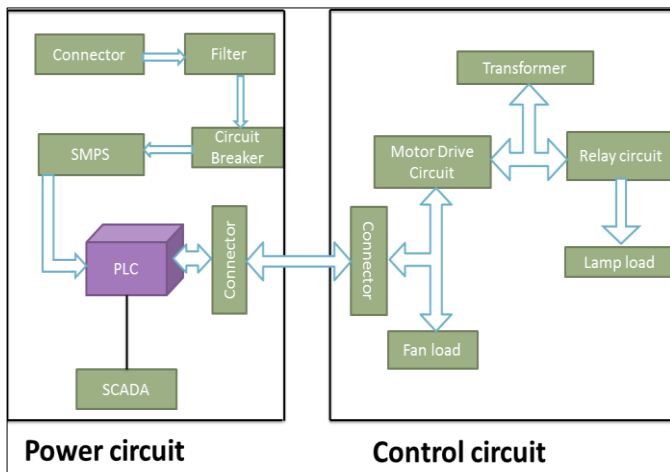 Connector
Filter
Circuit
Breaker
SMPS
PLC
Connector
SCADA
Power circuit
Transformer
Motor Drive
Circuit
Relay circuit
Connector
Lamp load
Fan load
Control circuit